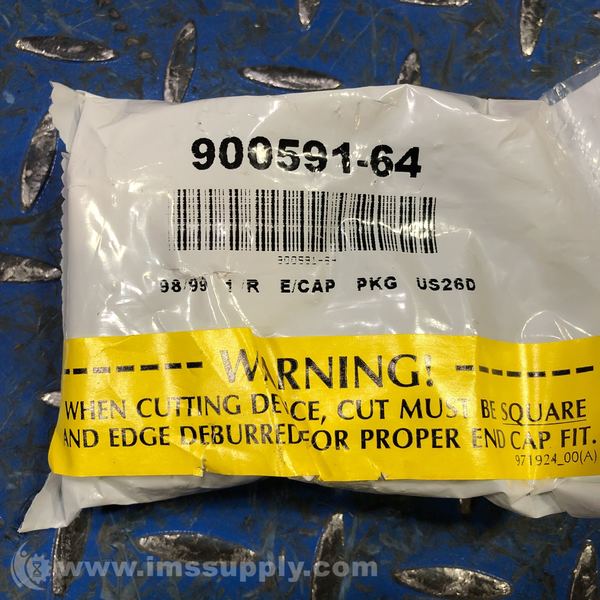 900591-64
900591-64
98/99 E/CAP PKG US26D
WARNING!
WHEN CUTTING DEVICE, CUT MUST BE SQUARE
AND EDGE DEBURRED FOR PROPER END CAP FIT.
971924_00(A)
www.imssupply.com